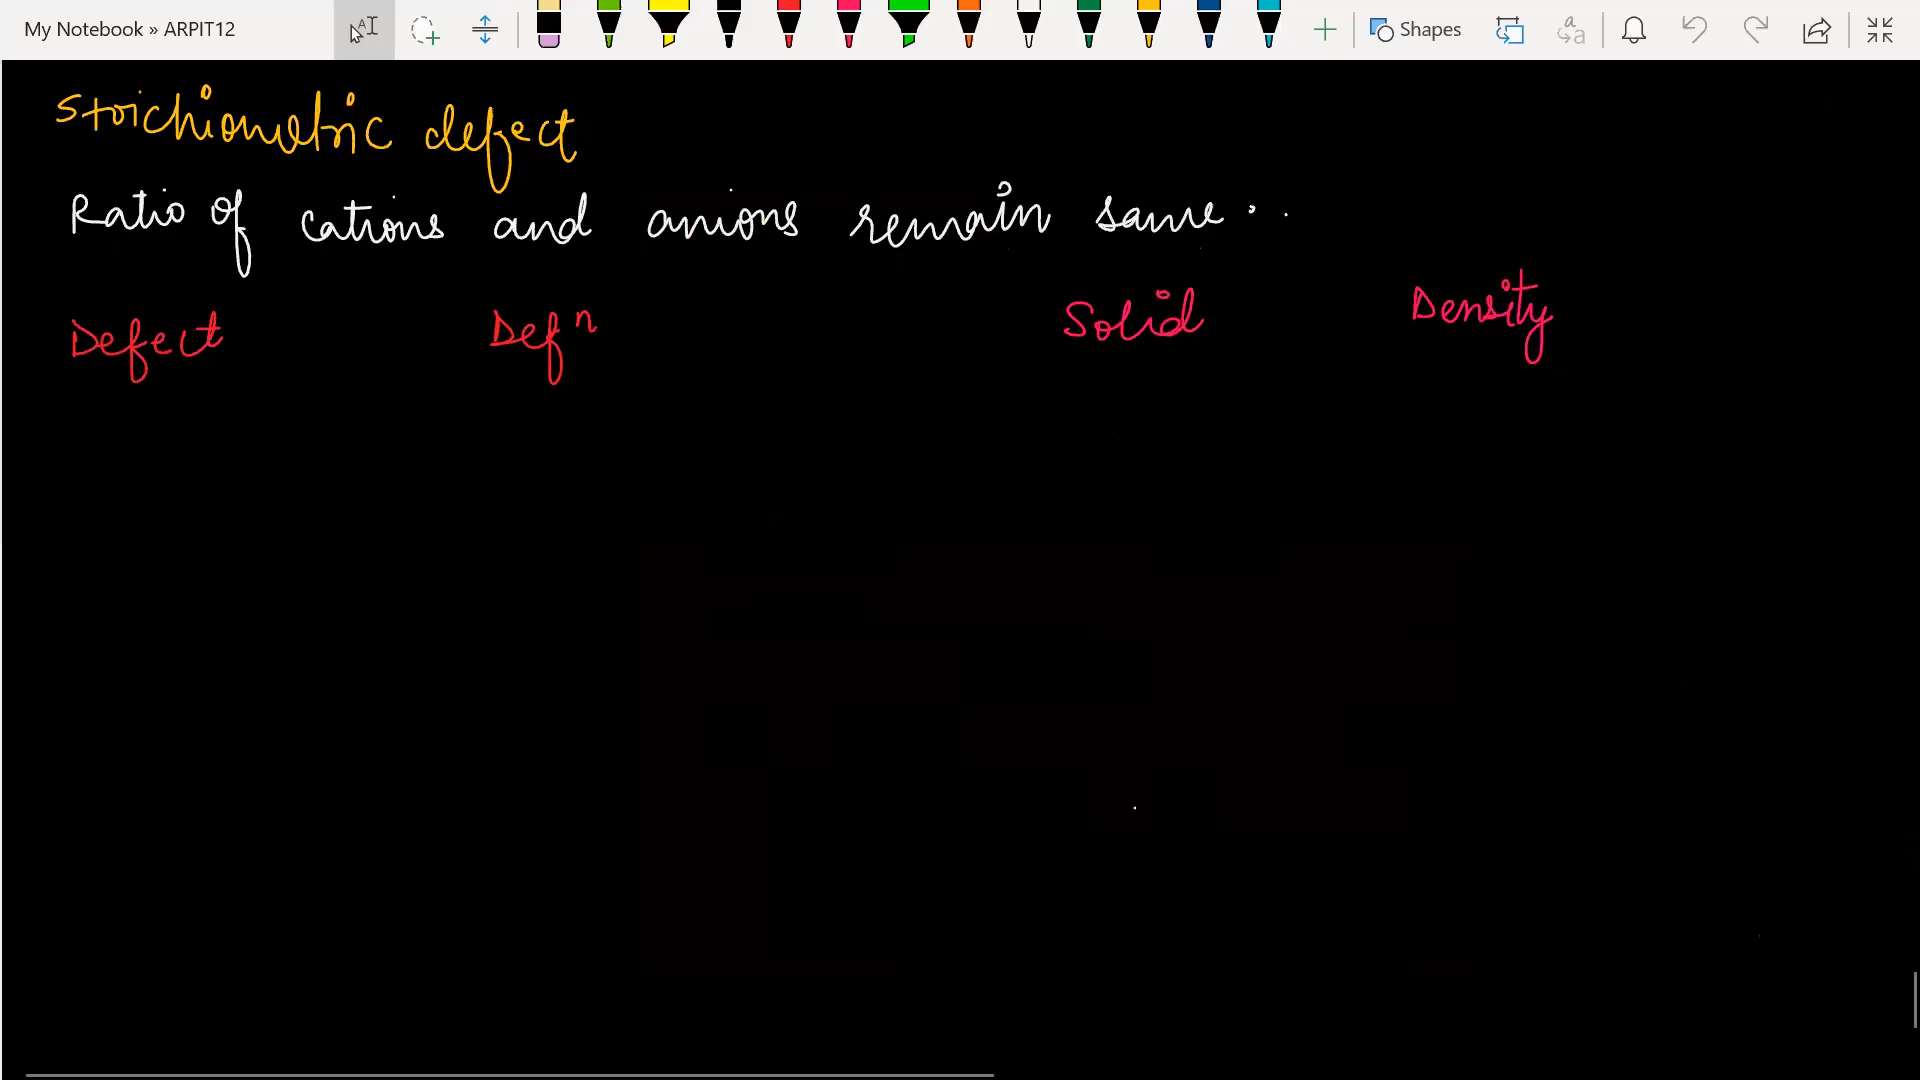 My Notebook » ARPIT12 Shapes
Stoichiometric defect
Ratio of cations and anions remain same.
Defect Defn Solid Density